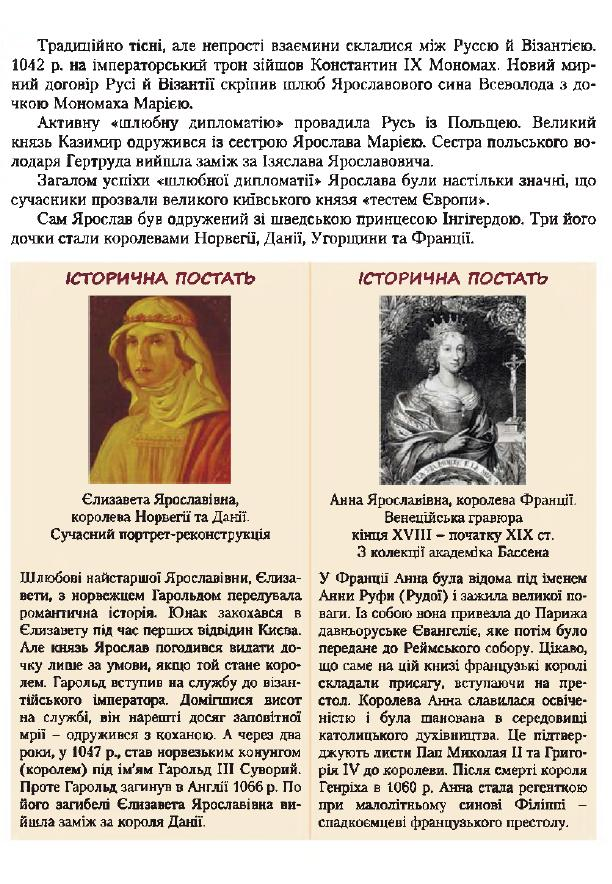 Традиційно тісні, але непрості взаємини склалися між Руссю й Візантією.
1042 р. на імператорський трон зійшов Константин IX Мономах. Новий мир-
ний договір Русі й Візантії скріпив шлюб Ярославового сина Всеволода з до-
чкою Мономаха Марією.
Активну «шлюбну дипломатію» провадила Русь із Польщею. Великий
князь Казимир одружився із сестрою Ярослава Марією. Сестра польського во-
лодаря Гертруда вийшла заміж за Ізяслава Ярославовича.
Загалом успіхи «шлюбної дипломатії» Ярослава були настільки значні, що
сучасники прозвали великого київського князя «тестем Європи».
Сам Ярослав був одружений зі шведською принцесою Інгігердою. Три його
дочки стали королевами Норвегії, Данії, Угорщини та Франції.
ІСТОРИЧНА ПОСТАТЬ
Єлизавета Ярославівна,
королева Норвегії та Данії.
Сучасний портрет-реконструкція
Шлюбові найстаршої Ярославівни, Єлиза-
вети, з норвежцем Гарольдом передувала
романтична історія. Юнак закохався в
Єлизавету під час перших відвідин Києва.
Але князь Ярослав погодився видати до-
чку лише за умови, якщо той стане коро-
лем. Гарольд вступив на службу до візан-
тійського імператора. Домігшися висот
на службі, він нарешті досяг заповітної
мрії – одружився з коханою. А через два
роки, у 1047 р., став норвезьким конунгом
(королем) під ім'ям Гарольд III Суворий.
Проте Гарольд загинув в Англії 1066 р. По
його загибелі Єлизавета Ярославівна ви-
йшла заміж за короля Данії.
ІСТОРИЧНА ПОСТАТЬ
Анна Ярославівна, королева Франції.
Венеційська гравюра
кінця XVIII – початку XIX ст.
З колекції академіка Бассена
У Франції Анна була відома під іменем
Анни Руфи (Рудої) і зажила великої по-
ваги. Із собою вона привезла до Парижа
давньоруське Євангеліє, яке потім було
передане до Реймського собору. Цікаво,
що саме на цій книзі французькі королі
складали присягу, вступаючи на пре-
стол. Королева Анна славилася освіче-
ністю і була шанована в середовищі
католицького духівництва. Це підтвер-
джують листи Пап Миколая II та Григо-
рія IV до королеви. Після смерті короля
Генріха в 1060 р. Анна стала регенткою
при малолітньому синові Філіппі –
спадкоємцеві французького престолу.